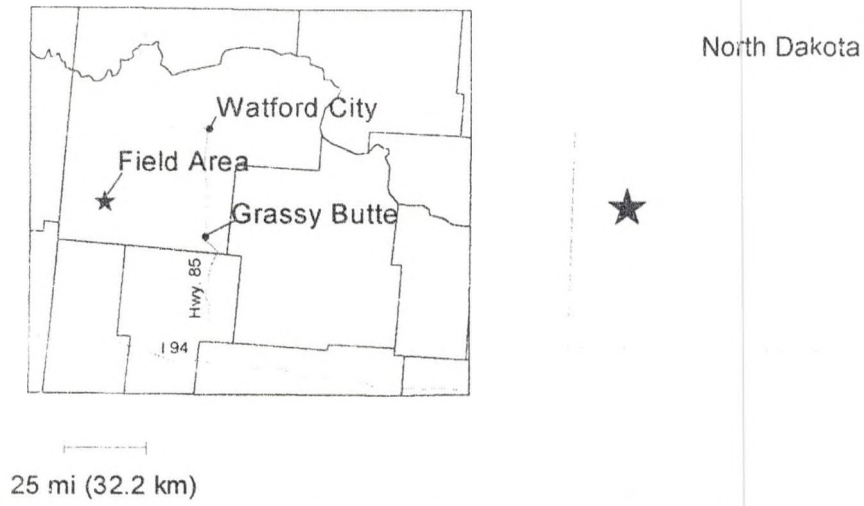 North Dakota
Watford City
Field Area
Grassy Butte
Hwy. 85
I 94
25 mi (32.2 km)